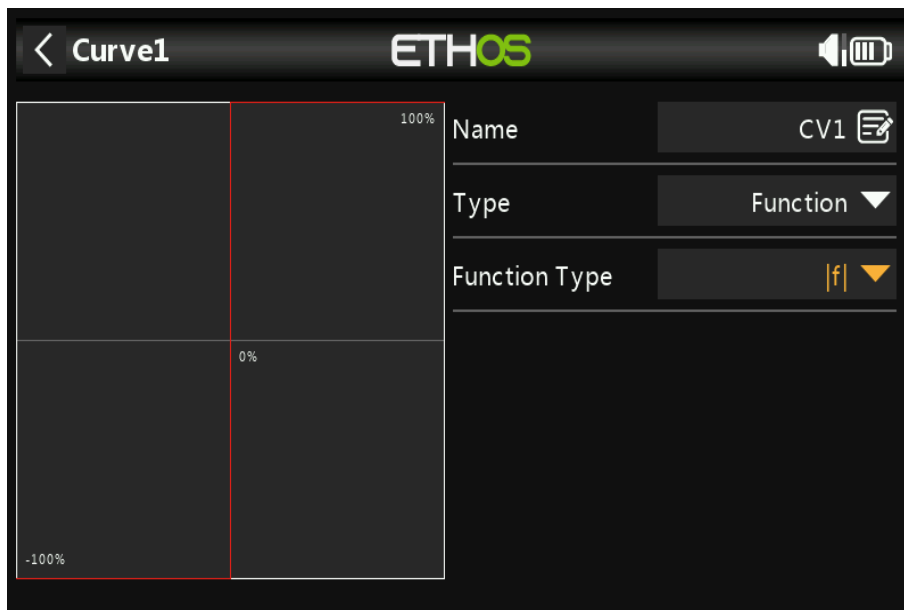 Curve1
ETHOS
100%
0%
-100%
Name
CV1
Type
Function
Function Type
|f|